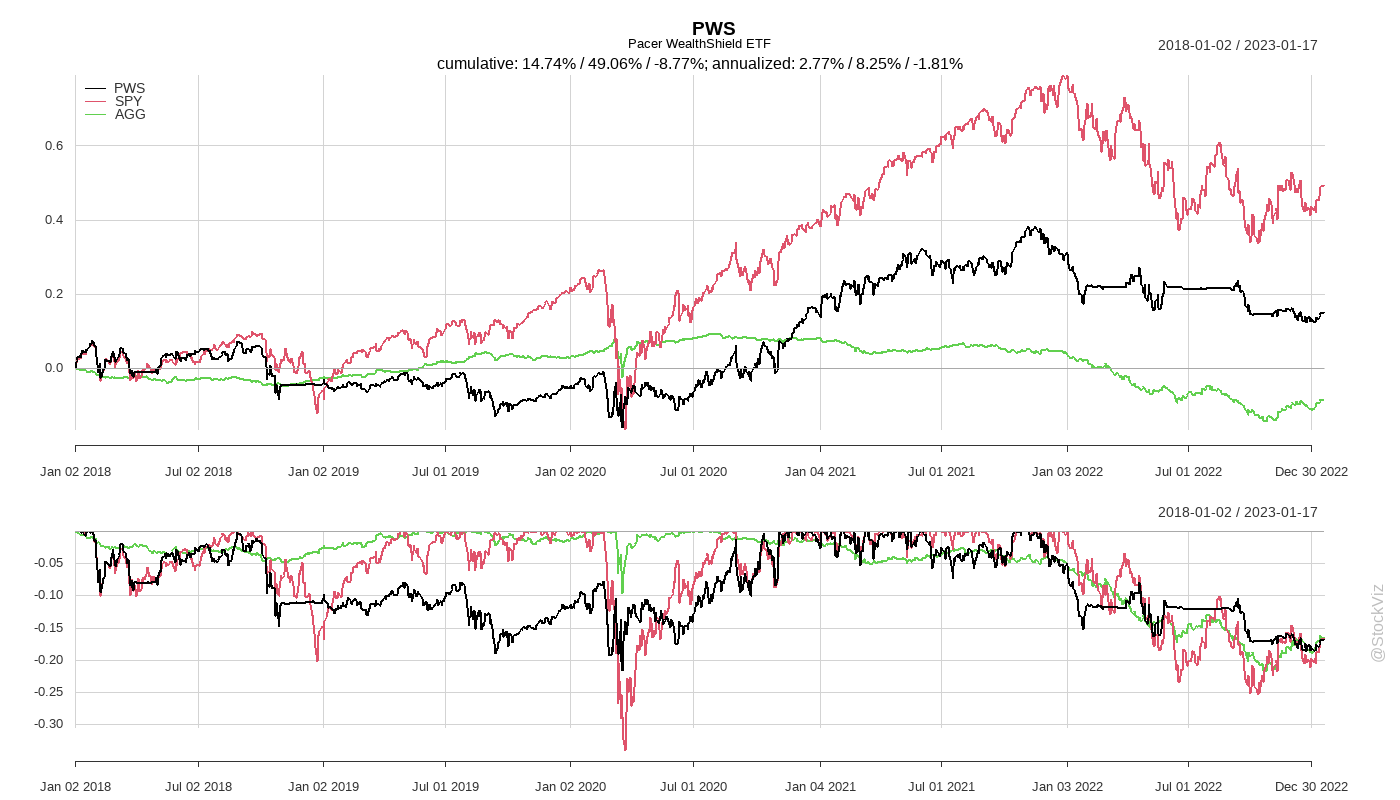 PWS
Pacer WealthShield ETF
2018-01-02 / 2023-01-17
cumulative: 14.74% / 49.06% / -8.77%; annualized: 2.77% / 8.25% / -1.81%
PWS
SPY
AGG
0.6
0.4
0.2
0.0
Jan 02 2018 Jul 02 2018 Jan 02 2019 Jul 01 2019 Jan 02 2020 Jul 01 2020 Jan 04 2021 Jul 01 2021 Jan 03 2022 Jul 01 2022 Dec 30 2022
2018-01-02 / 2023-01-17
-0.05
-0.10
-0.15
-0.20
-0.25
-0.30
Jan 02 2018 Jul 02 2018 Jan 02 2019 Jul 01 2019 Jan 02 2020 Jul 01 2020 Jan 04 2021 Jul 01 2021 Jan 03 2022 Jul 01 2022 Dec 30 2022
@StockViz